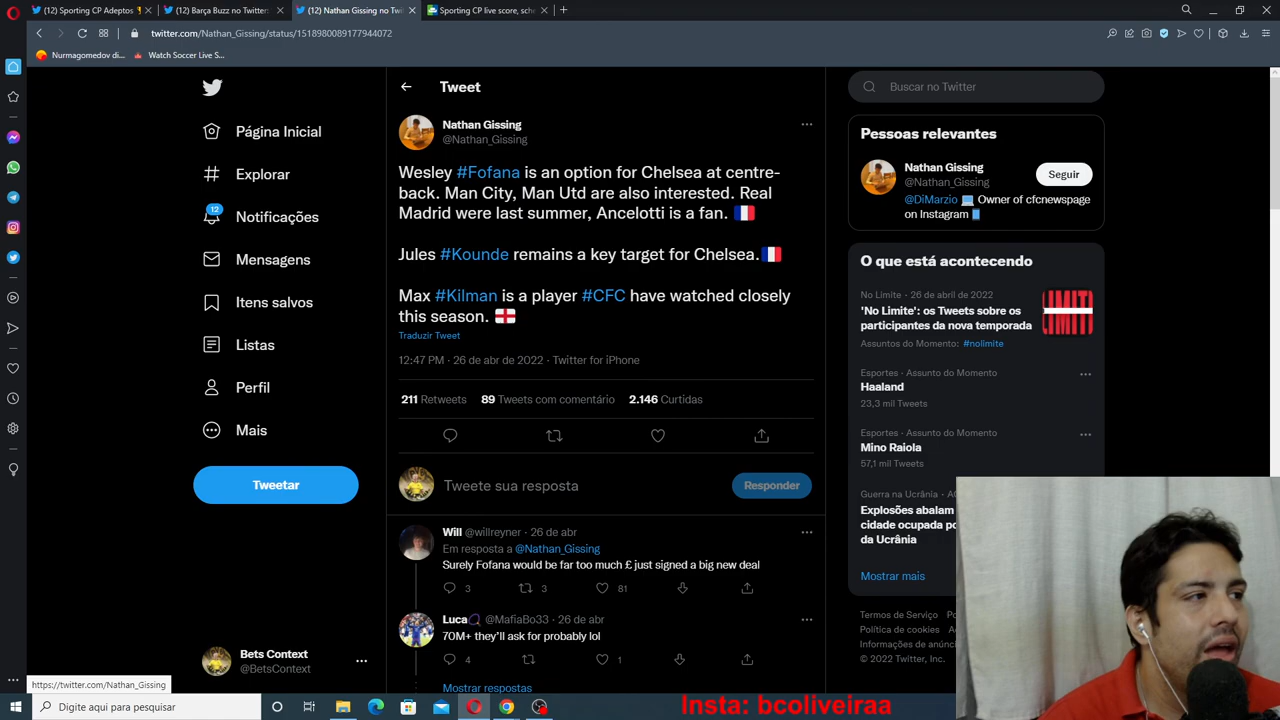 (12) Sporting CP Adeptos
(12) Barça Buzz no Twitter:
(12) Nathan Gissing no Twi
Sporting CP live score, sche
twitter.com/Nathan_Gissing/status/1518980089177944072
Nurmagomedov di...
Watch Soccer Live S...
Página Inicial
Explorar
12
Notificações
Mensagens
Itens salvos
Listas
Perfil
Mais
Tweetar
Bets Context
@BetsContext
https://twitter.com/Nathan_Gissing
Tweet
Nathan Gissing
@Nathan_Gissing
Wesley #Fofana is an option for Chelsea at centre-
back. Man City, Man Utd are also interested. Real
Madrid were last summer, Ancelotti is a fan.
Jules #Kounde remains a key target for Chelsea.
Max #Kilman is a player #CFC have watched closely
this season.
Traduzir Tweet
12:47 PM · 26 de abr de 2022 · Twitter for iPhone
211 Retweets 89 Tweets com comentário 2.146 Curtidas
Tweete sua resposta
Responder
Will @willreyner · 26 de abr
Em resposta a @Nathan_Gissing
Surely Fofana would be far too much £ just signed a big new deal
3 3 81
Luca @MafiaBo33 · 26 de abr
70M+ they'll ask for probably lol
4 1
Mostrar respostas
Buscar no Twitter
Pessoas relevantes
Nathan Gissing
@Nathan_Gissing
Seguir
@DiMarzio Owner of cfcnewspage
on Instagram
O que está acontecendo
No Limite · 26 de abril de 2022
'No Limite': os Tweets sobre os
participantes da nova temporada
Assuntos do Momento: #nolimite
Esportes · Assunto do Momento
Haaland
23,3 mil Tweets
Esportes · Assunto do Momento
Mino Raiola
57,1 mil Tweets
Guerra na Ucrânia
Explosões abalam
cidade ocupada
da Ucrânia
Mostrar mais
Termos de Serviço
Política de cookies
Informações de
© 2022 Twitter, Inc.
Digite aqui para pesquisar
Insta: bcoliveiraa